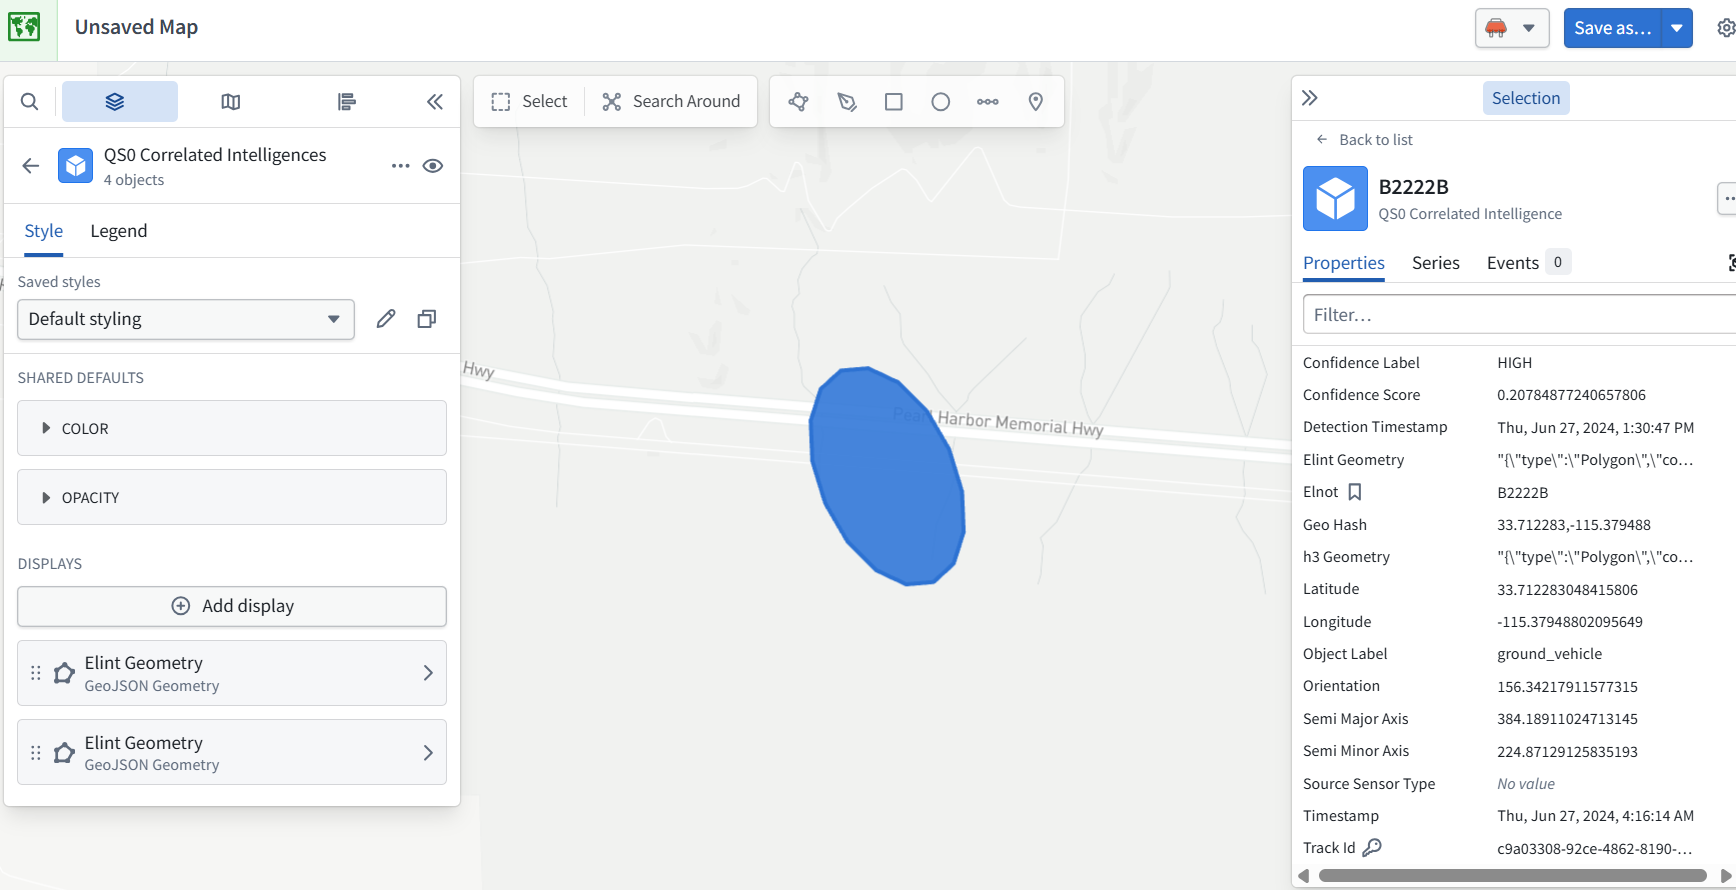 Unsaved Map
Save as...
Select
Search Around
Selection
Back to list
QS0 Correlated Intelligences
4 objects
Style
Legend
Saved styles
Default styling
SHARED DEFAULTS
COLOR
OPACITY
DISPLAYS
Add display
Elint Geometry
GeoJSON Geometry
Elint Geometry
GeoJSON Geometry
Hwy
Pearl Harbor Memorial Hwy
B2222B
QS0 Correlated Intelligence
Properties
Series
Events 0
Filter...
Confidence Label HIGH
Confidence Score 0.20784877240657806
Detection Timestamp Thu, Jun 27, 2024, 1:30:47 PM
Elint Geometry "{\"type\":\"Polygon\",\"co...
Elnot B2222B
Geo Hash 33.712283,-115.379488
h3 Geometry "{\"type\":\"Polygon\",\"co...
Latitude 33.712283048415806
Longitude -115.37948802095649
Object Label ground_vehicle
Orientation 156.34217911577315
Semi Major Axis 384.18911024713145
Semi Minor Axis 224.87129125835193
Source Sensor Type No value
Timestamp Thu, Jun 27, 2024, 4:16:14 AM
Track Id c9a03308-92ce-4862-8190-...